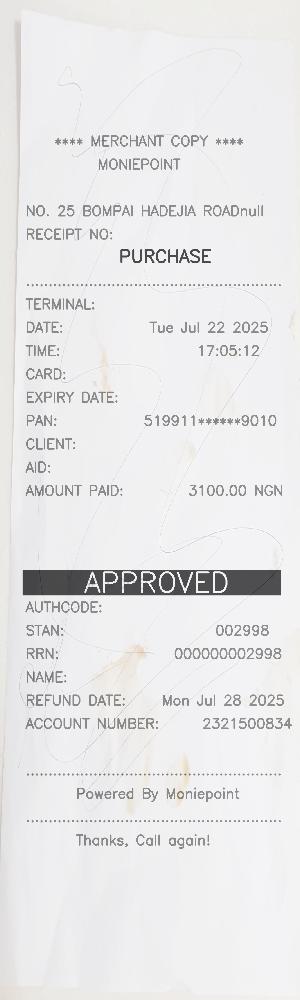 **** MERCHANT COPY ****
MONIEPOINT
NO. 25 BOMPAI HADEJIA ROADnull
RECEIPT NO:
PURCHASE
TERMINAL:
DATE: Tue Jul 22 2025
TIME: 17:05:12
CARD:
EXPIRY DATE:
PAN: 519911******9010
CLIENT:
AID:
AMOUNT PAID: 3100.00 NGN
APPROVED
AUTHCODE:
STAN: 002998
RRN: 000000002998
NAME:
REFUND DATE: Mon Jul 28 2025
ACCOUNT NUMBER: 2321500834
Powered By Moniepoint
Thanks, Call again!